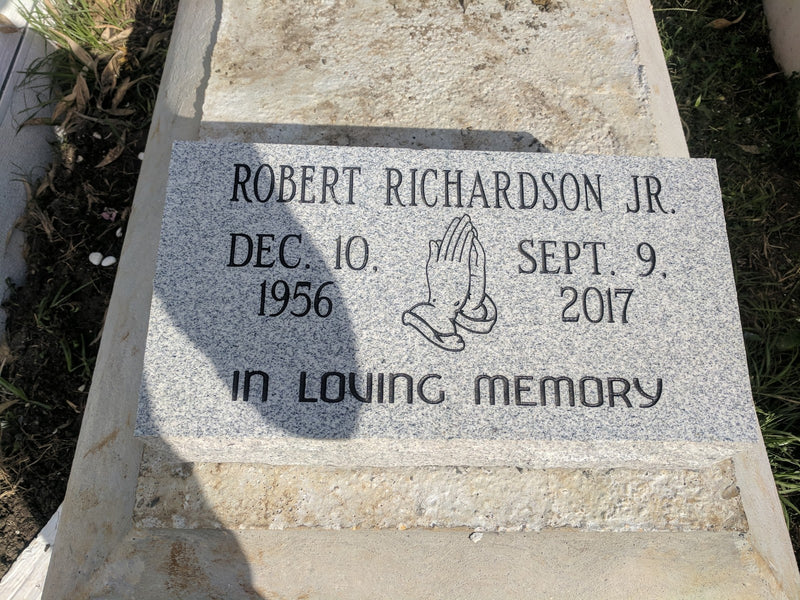 ROBERT RICHARDSON JR.
DEC. 10,
1956
SEPT. 9,
2017
IN LOVING MEMORY